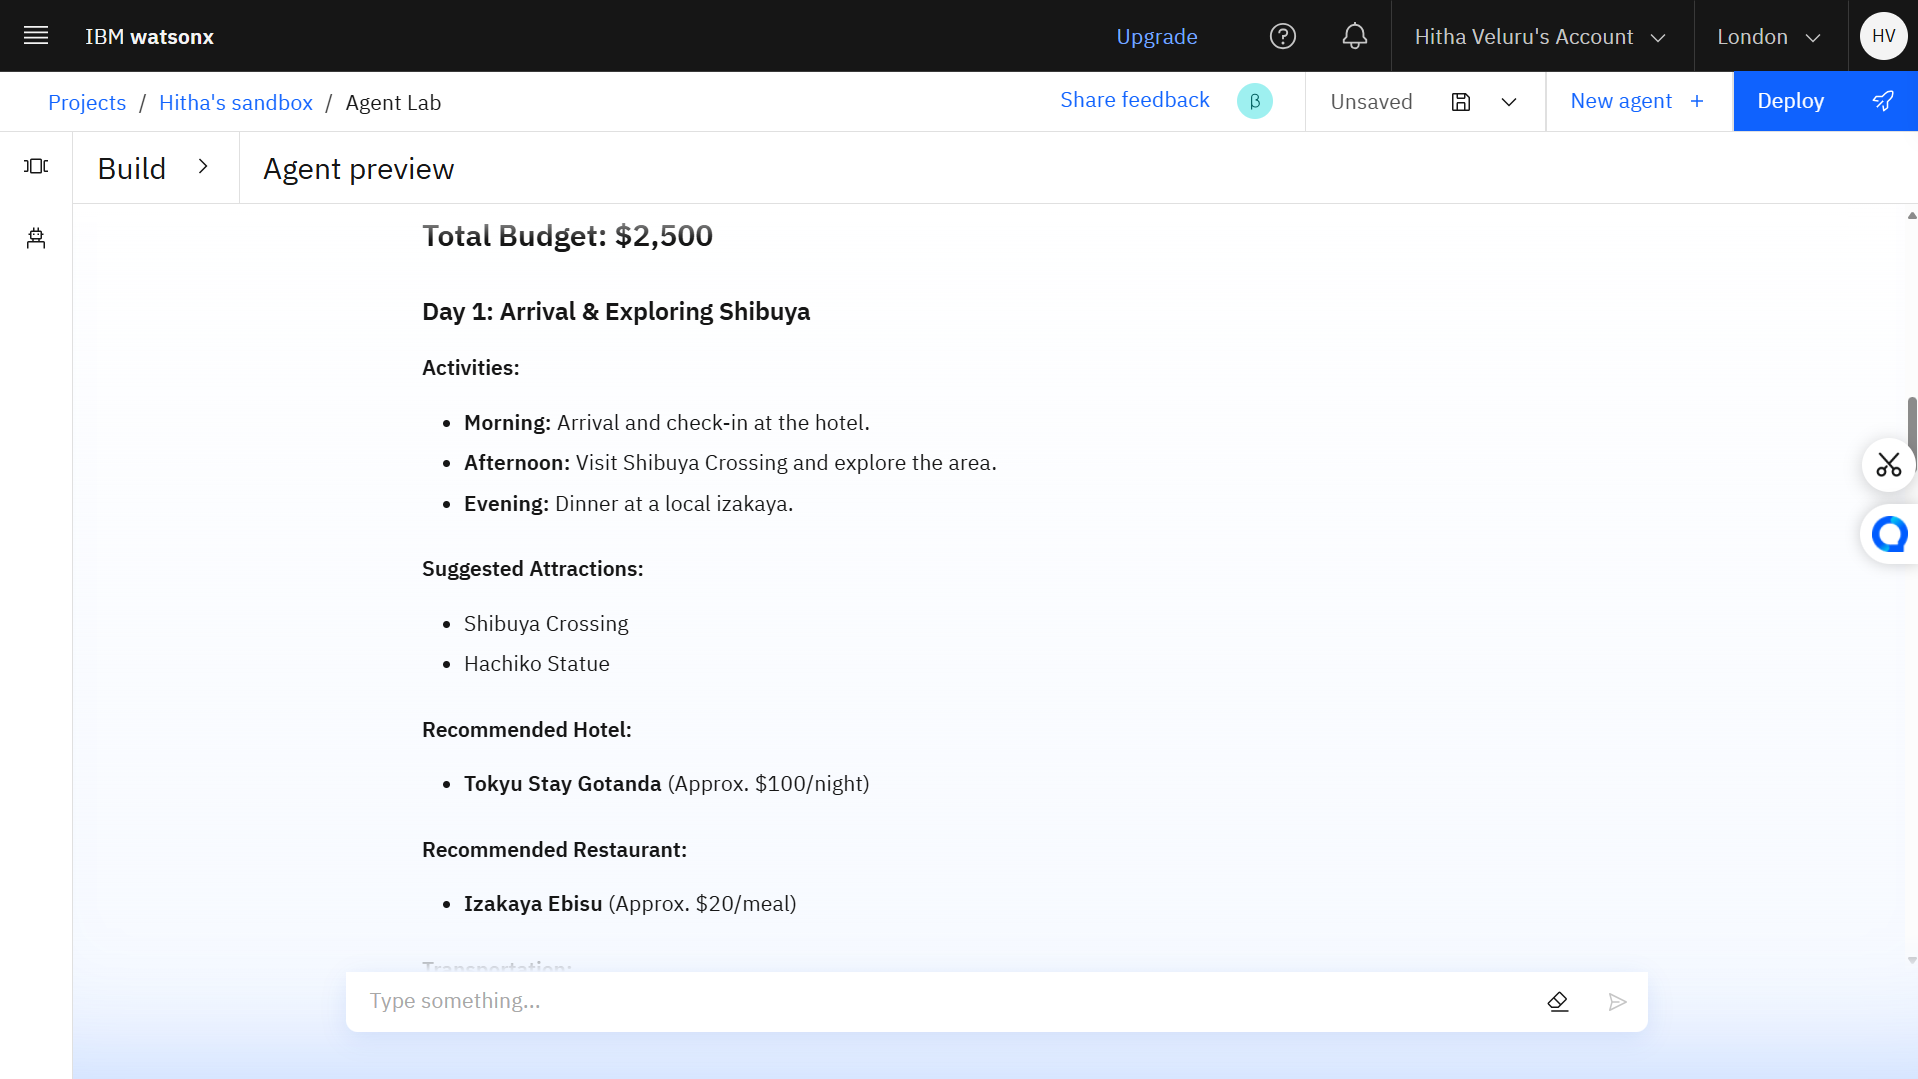 IBM watsonx
Upgrade
Hitha Veluru's Account
London
HV
Projects / Hitha's sandbox / Agent Lab
Share feedback
β
Unsaved
New agent +
Deploy
Build
Agent preview
Total Budget: $2,500
Day 1: Arrival & Exploring Shibuya
Activities:
• Morning: Arrival and check-in at the hotel.
• Afternoon: Visit Shibuya Crossing and explore the area.
• Evening: Dinner at a local izakaya.
Suggested Attractions:
• Shibuya Crossing
• Hachiko Statue
Recommended Hotel:
• Tokyu Stay Gotanda (Approx. $100/night)
Recommended Restaurant:
• Izakaya Ebisu (Approx. $20/meal)
Transportation:
Type something...